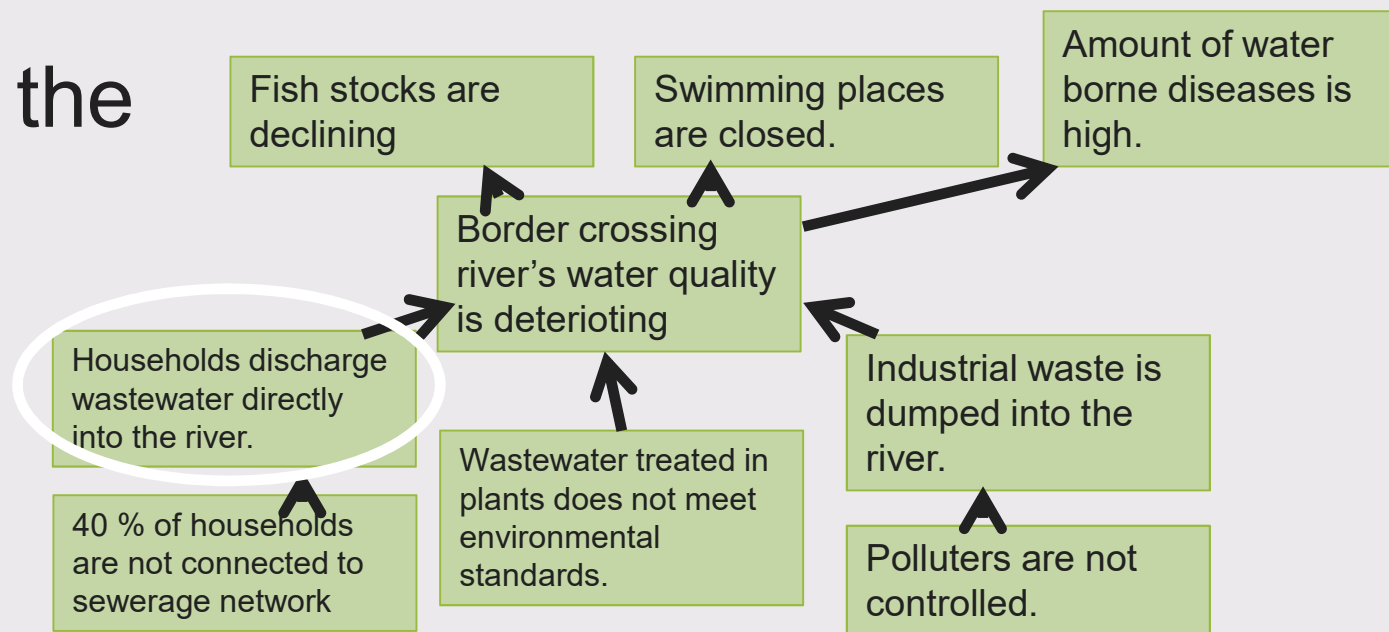 the
Fish stocks are
declining
Swimming places
are closed.
Amount of water
borne diseases is
high.
Border crossing
river’s water quality
is deterioting
Households discharge
wastewater directly
into the river.
Industrial waste is
dumped into the
river.
Wastewater treated in
plants does not meet
environmental
standards.
40 % of households
are not connected to
sewerage network
Polluters are not
controlled.